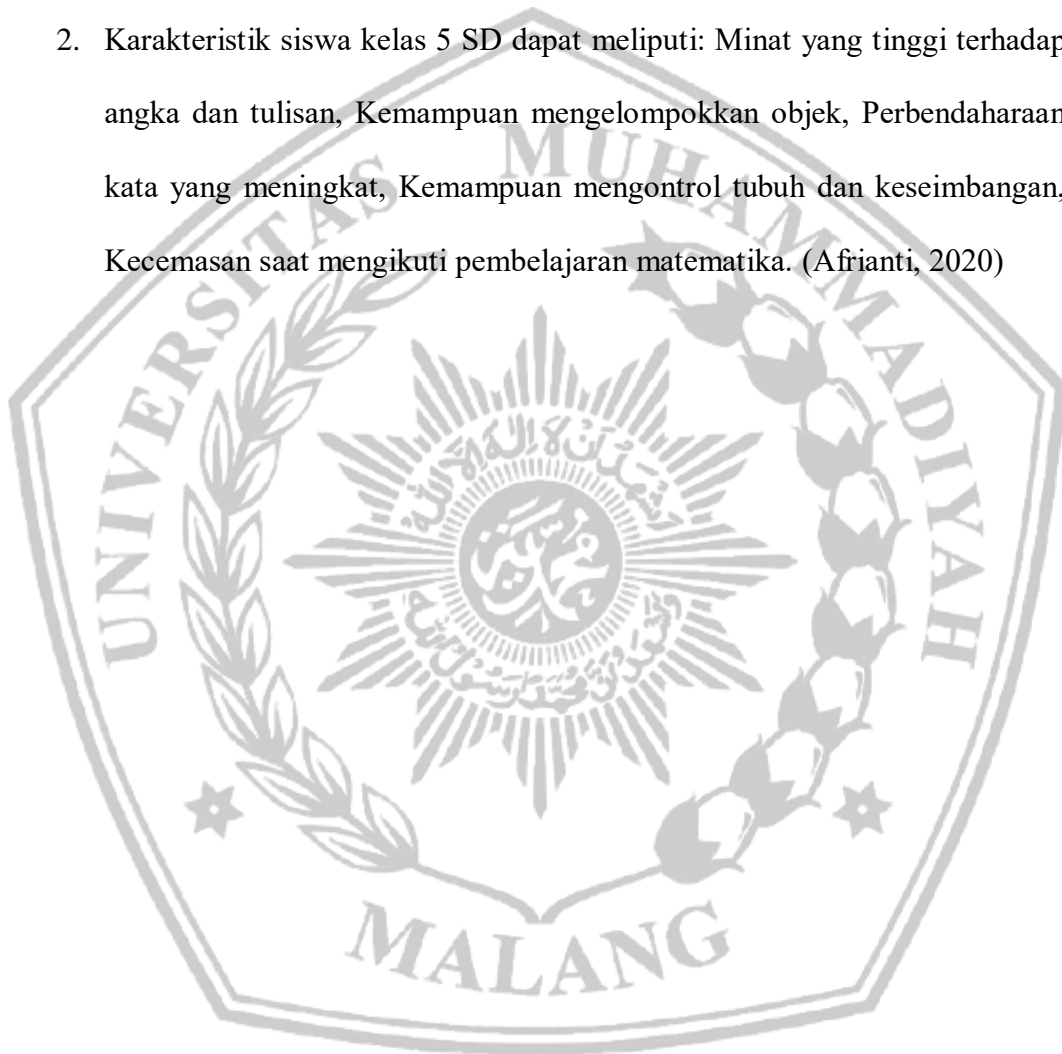 2. Karakteristik siswa kelas 5 SD dapat meliputi: Minat yang tinggi terhadap
angka dan tulisan, Kemampuan mengelompokkan objek, Perbendaharaan
kata yang meningkat, Kemampuan mengontrol tubuh dan keseimbangan,
Kecemasan saat mengikuti pembelajaran matematika. (Afrianti, 2020)
UNIVERSITAS MUHAMMADIYAH
MALANG